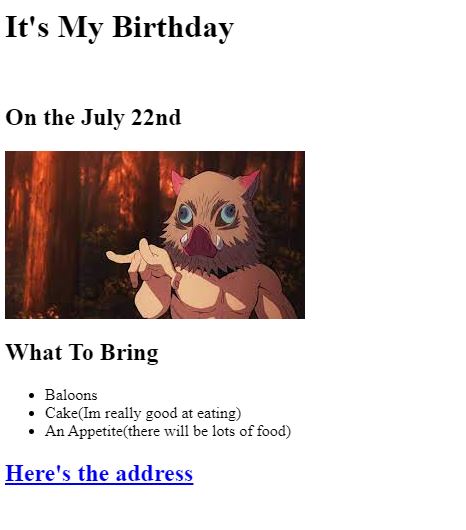 It's My Birthday
On the July 22nd
What To Bring
Baloons
Cake(Im really good at eating)
An Appetite(there will be lots of food)
Here's the address